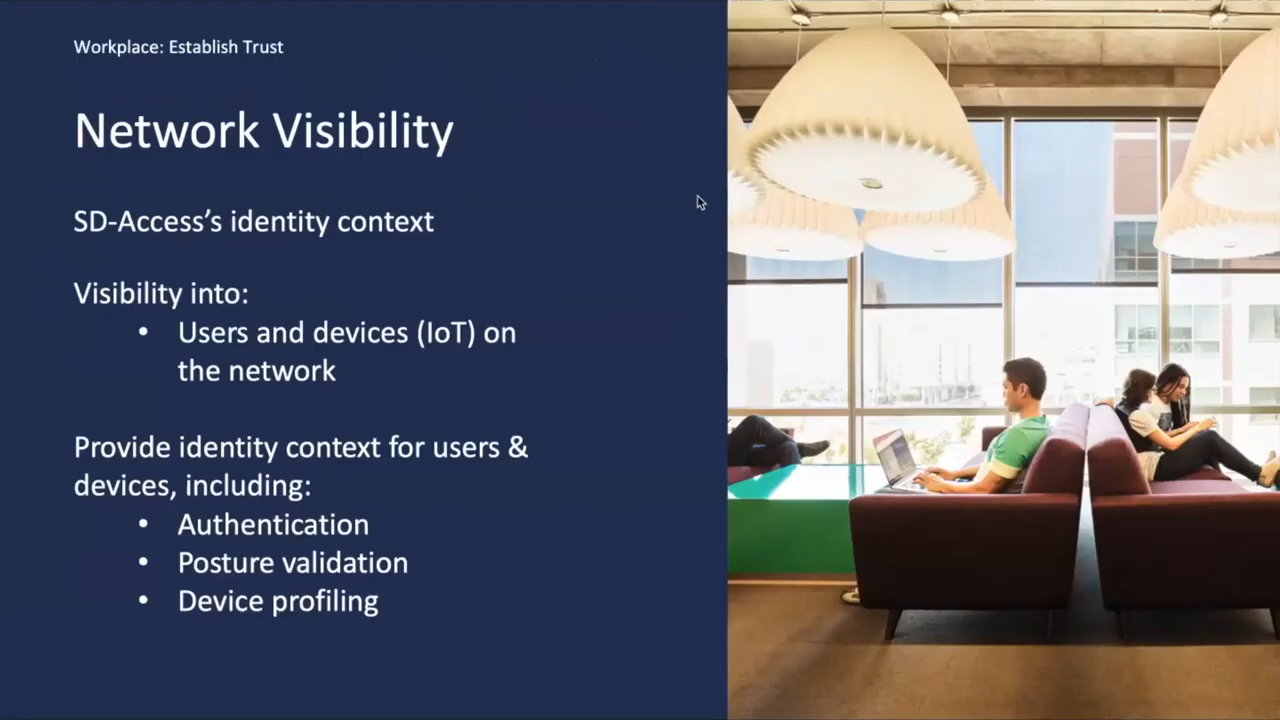 Workplace: Establish Trust
Network Visibility
SD-Access’s identity context
Visibility into:
• Users and devices (IoT) on
the network
Provide identity context for users &
devices, including:
• Authentication
• Posture validation
• Device profiling